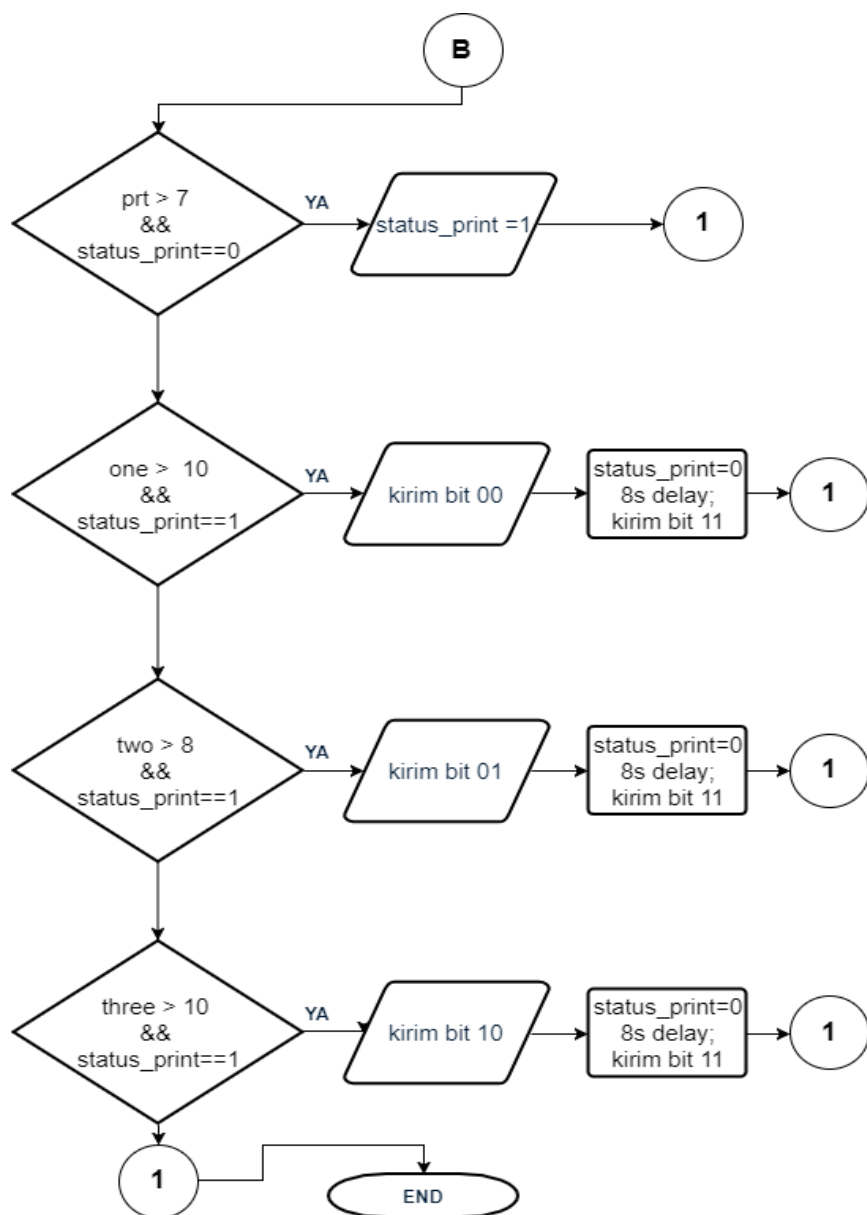 B
prt > 7
&&
status_print==0
YA
status_print =1
1
one > 10
&&
status_print==1
YA
kirim bit 00
status_print=0
8s delay;
kirim bit 11
1
two > 8
&&
status_print==1
YA
kirim bit 01
status_print=0
8s delay;
kirim bit 11
1
three > 10
&&
status_print==1
YA
kirim bit 10
status_print=0
8s delay;
kirim bit 11
1
1
END